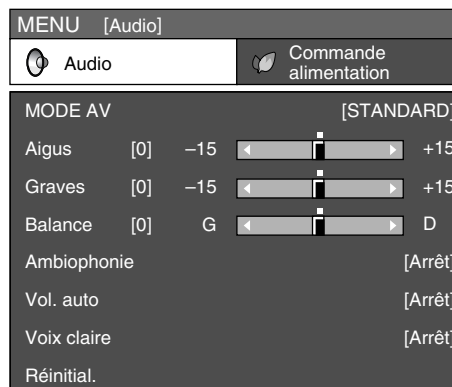 MENU [Audio]
Audio
Commande
alimentation
MODE AV [STANDARD]
Aigus [0] –15 +15
Graves [0] –15 +15
Balance [0] G D
Ambiophonie [Arrêt]
Vol. auto [Arrêt]
Voix claire [Arrêt]
Réinitial.